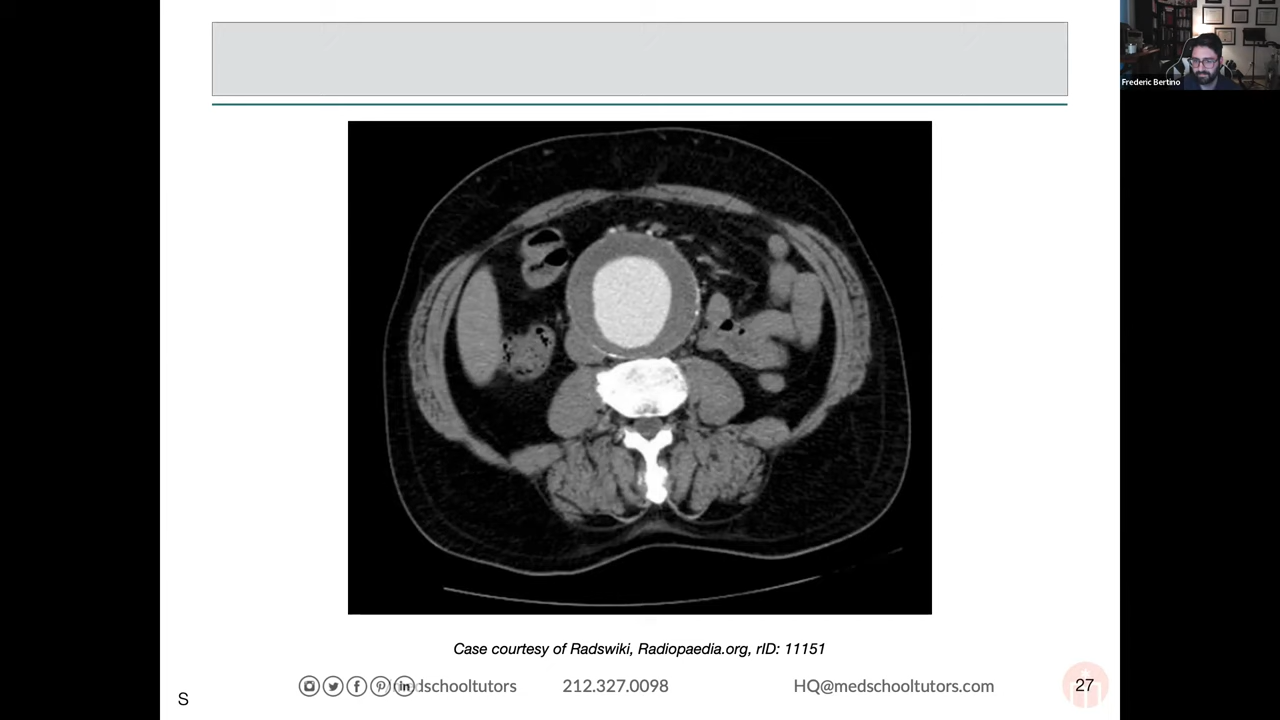 Frederic Bertino
Case courtesy of Radswiki, Radiopaedia.org, rID: 11151
dschooltutors 212.327.0098 HQ@medschooltutors.com 27
S